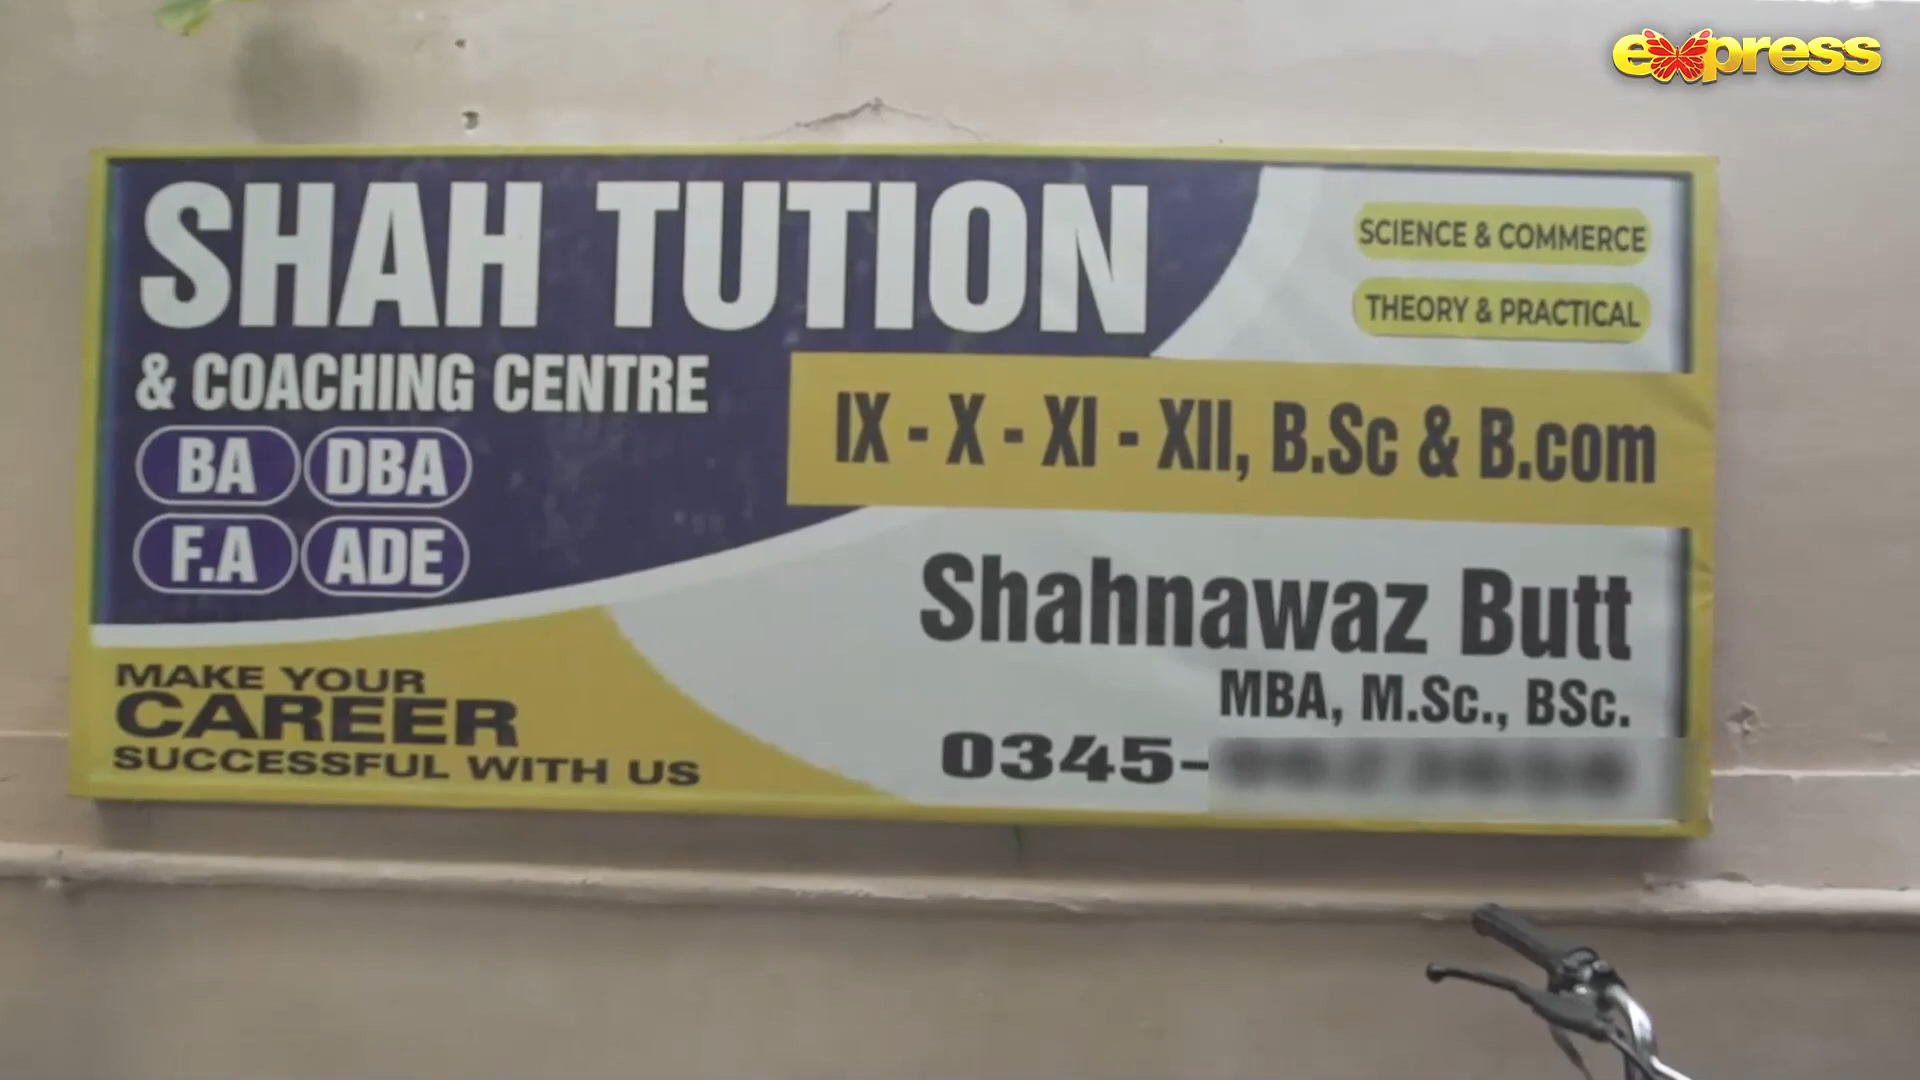 express
SHAH TUTION
& COACHING CENTRE
BA DBA
F.A ADE
MAKE YOUR
CAREER
SUCCESSFUL WITH US
SCIENCE & COMMERCE
THEORY & PRACTICAL
IX - X - XI - XII, B.Sc & B.com
Shahnawaz Butt
MBA, M.Sc., BSc.
0345-